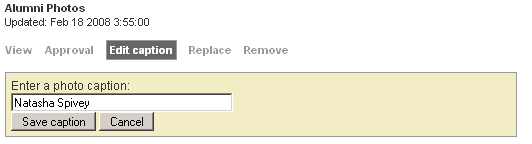 Alumni Photos
Updated: Feb 18 2008 3:55:00
View Approval Edit caption Replace Remove
Enter a photo caption:
Natasha Spivey
Save caption Cancel